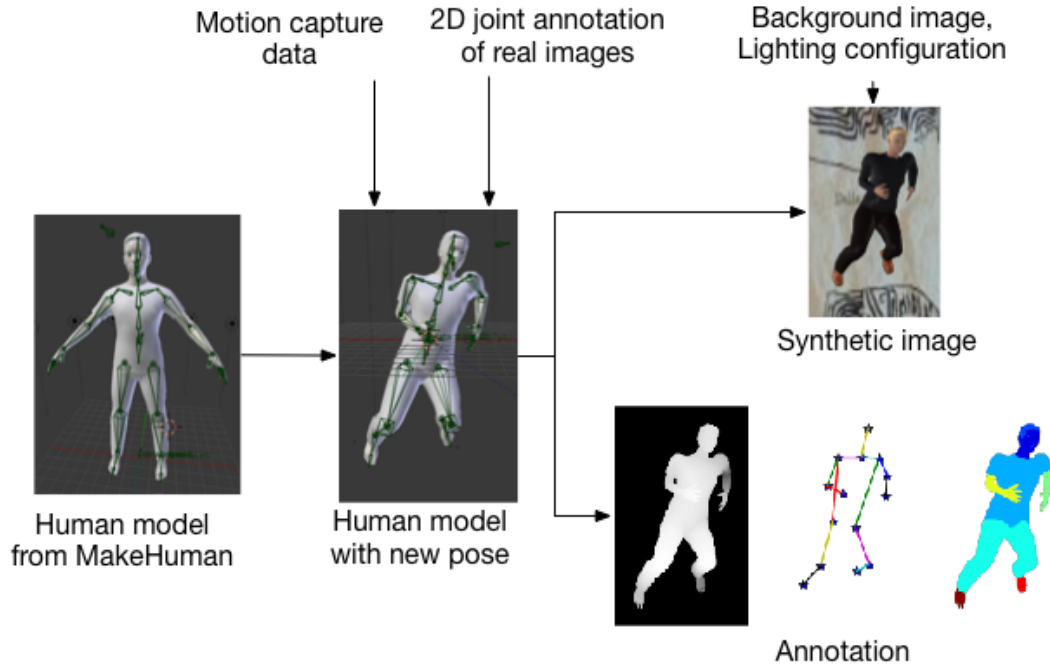 Motion capture
data
2D joint annotation
of real images
Background image,
Lighting configuration
Synthetic image
Human model
from MakeHuman
Human model
with new pose
Annotation